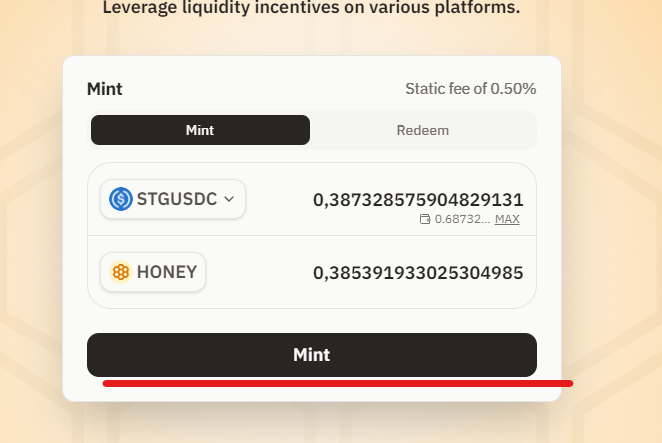 Leverage liquidity incentives on various platforms.
Mint
Static fee of 0.50%
Mint
Redeem
STGUSDC
0,387328575904829131
0.68732... MAX
HONEY
0,385391933025304985
Mint